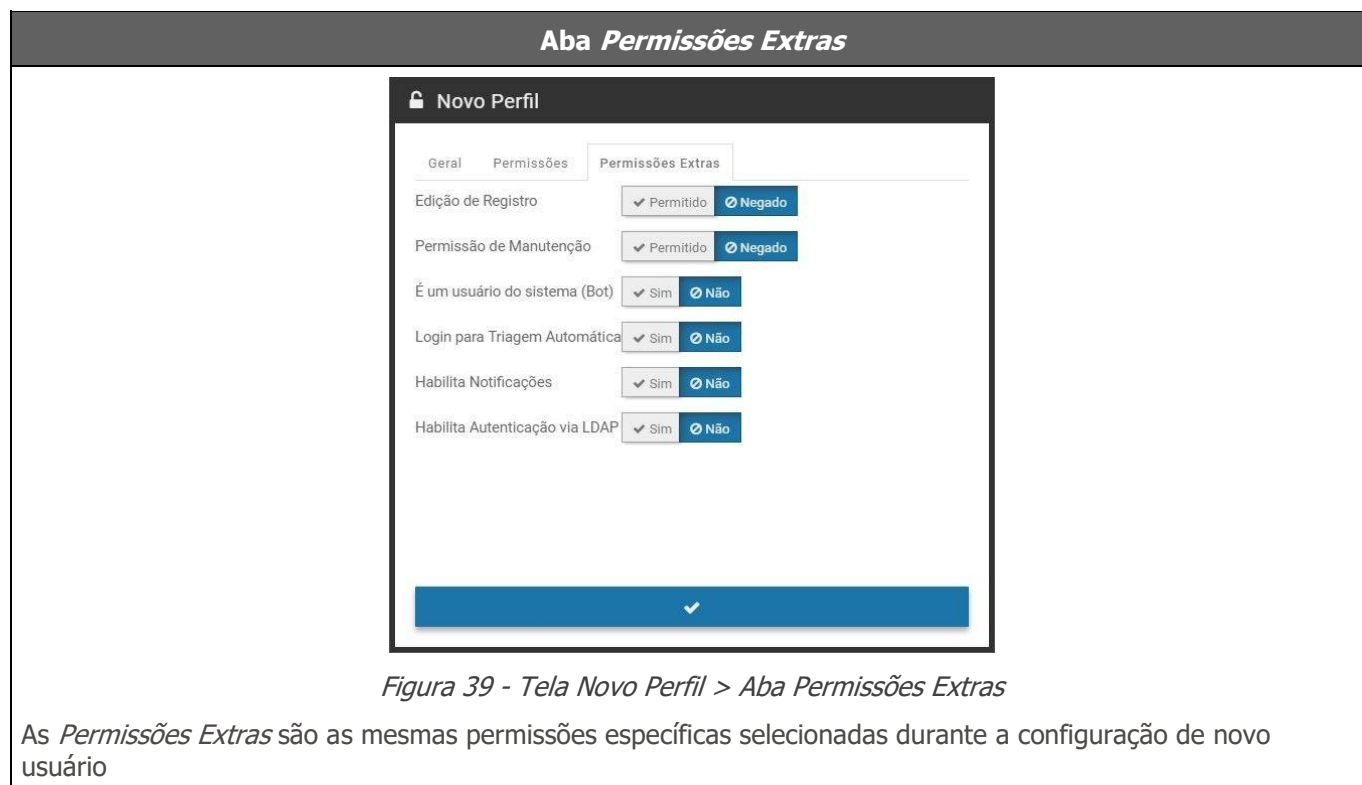 Aba Permissões Extras
Novo Perfil
Geral Permissões Permissões Extras
Edição de Registro Permitido Negado
Permissão de Manutenção Permitido Negado
É um usuário do sistema (Bot) Sim Não
Login para Triagem Automática Sim Não
Habilita Notificações Sim Não
Habilita Autenticação via LDAP Sim Não
Figura 39 - Tela Novo Perfil > Aba Permissões Extras
As Permissões Extras são as mesmas permissões específicas selecionadas durante a configuração de novo
usuário